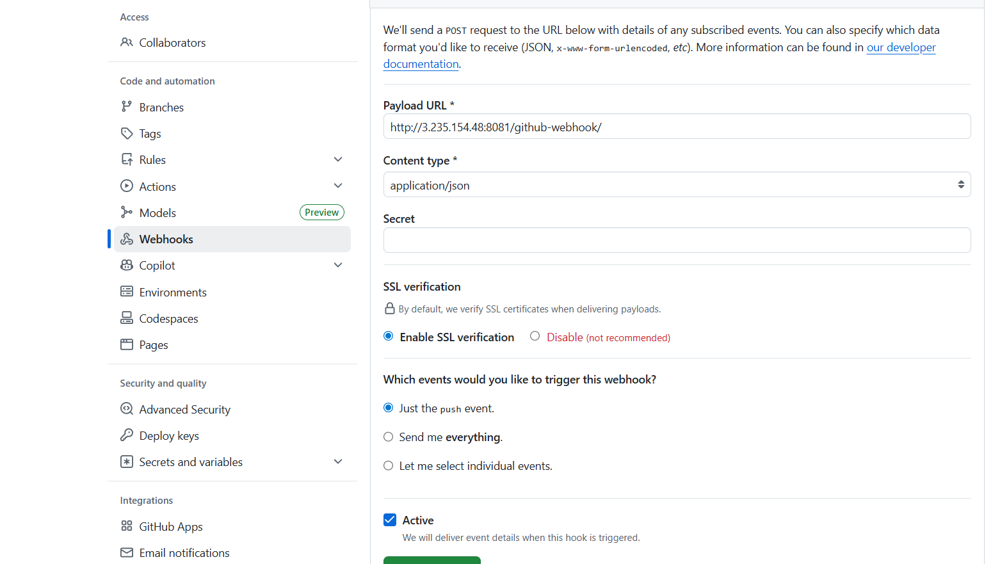 Access
Collaborators
Code and automation
Branches
Tags
Rules
Actions
Models
Preview
Webhooks
Copilot
Environments
Codespaces
Pages
Security and quality
Advanced Security
Deploy keys
Secrets and variables
Integrations
GitHub Apps
Email notifications
We'll send a POST request to the URL below with details of any subscribed events. You can also specify which data
format you'd like to receive (JSON, x-www-form-urlencoded, etc). More information can be found in our developer
documentation.
Payload URL *
http://3.235.154.48:8081/github-webhook/
Content type *
application/json
Secret
SSL verification
By default, we verify SSL certificates when delivering payloads.
Enable SSL verification
Disable (not recommended)
Which events would you like to trigger this webhook?
Just the push event.
Send me everything.
Let me select individual events.
Active
We will deliver event details when this hook is triggered.